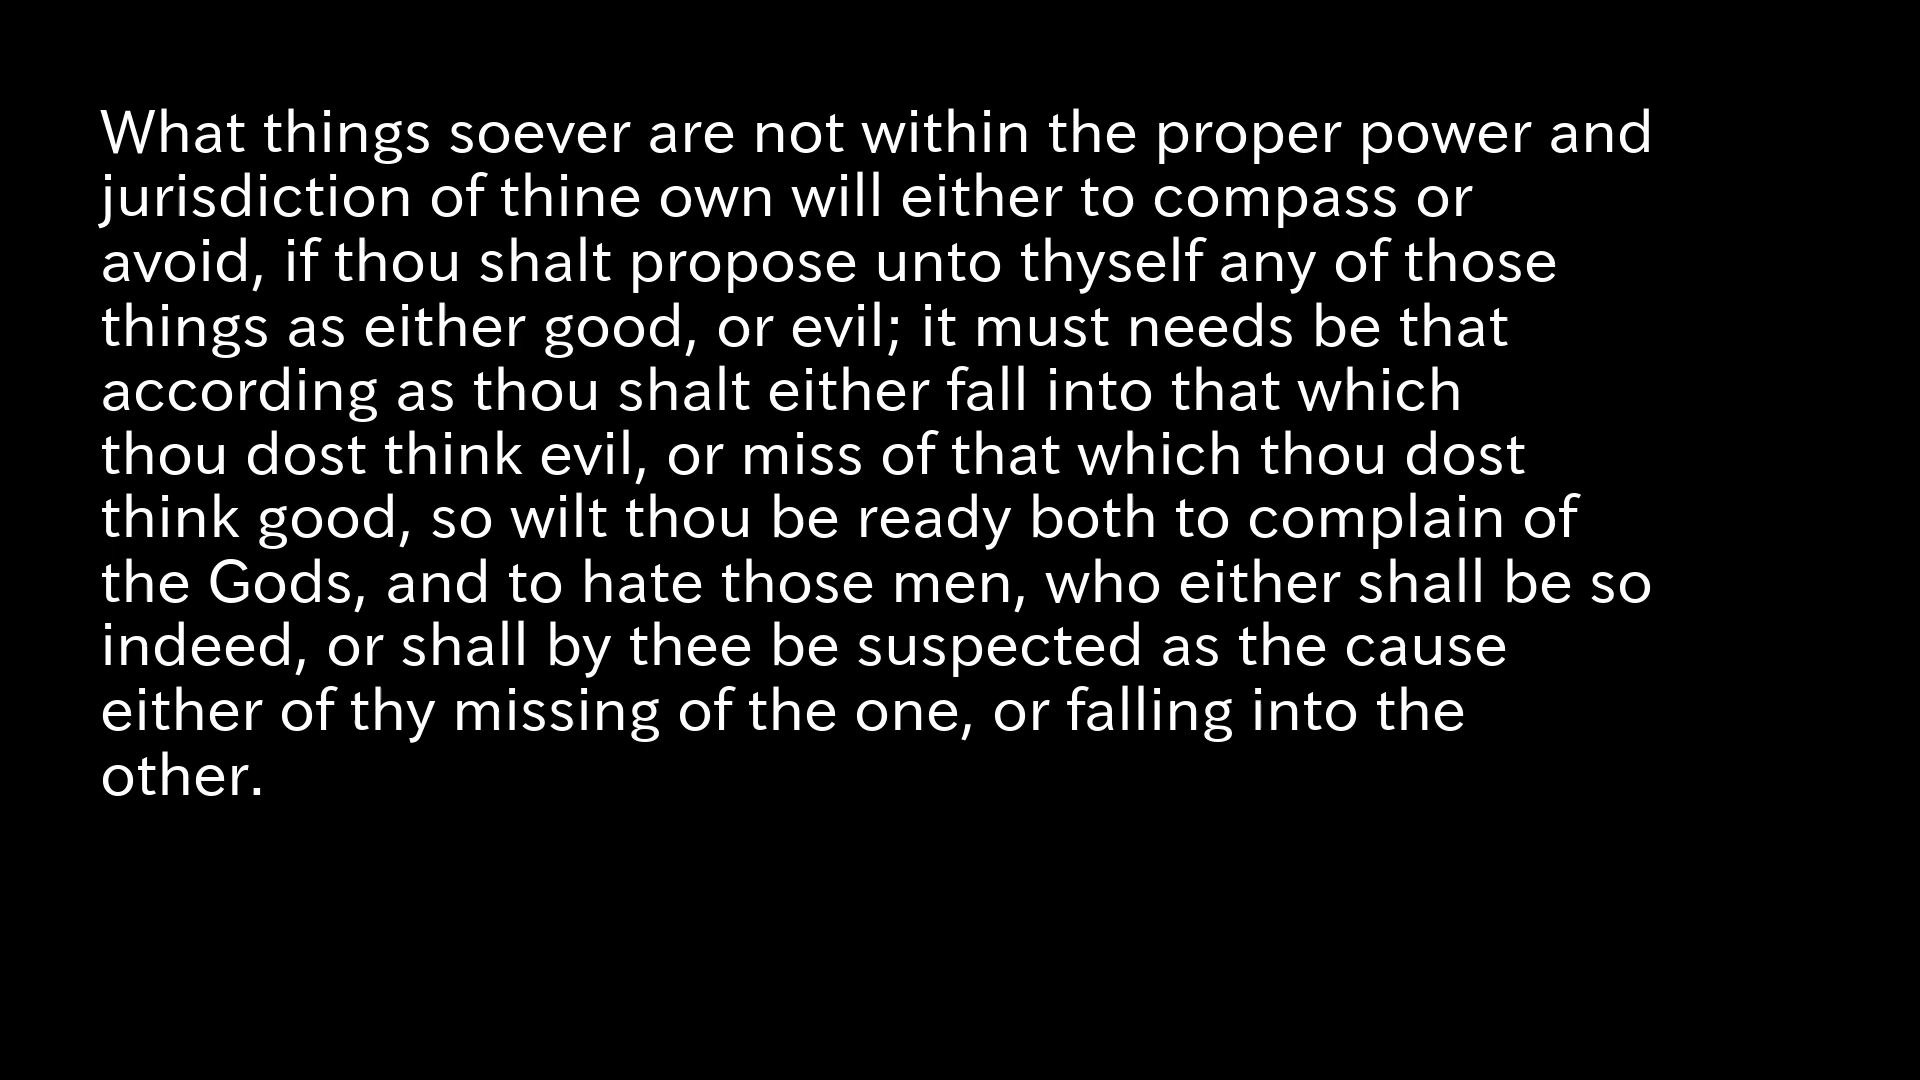 What things soever are not within the proper power and
jurisdiction of thine own will either to compass or
avoid, if thou shalt propose unto thyself any of those
things as either good, or evil; it must needs be that
according as thou shalt either fall into that which
thou dost think evil, or miss of that which thou dost
think good, so wilt thou be ready both to complain of
the Gods, and to hate those men, who either shall be so
indeed, or shall by thee be suspected as the cause
either of thy missing of the one, or falling into the
other.